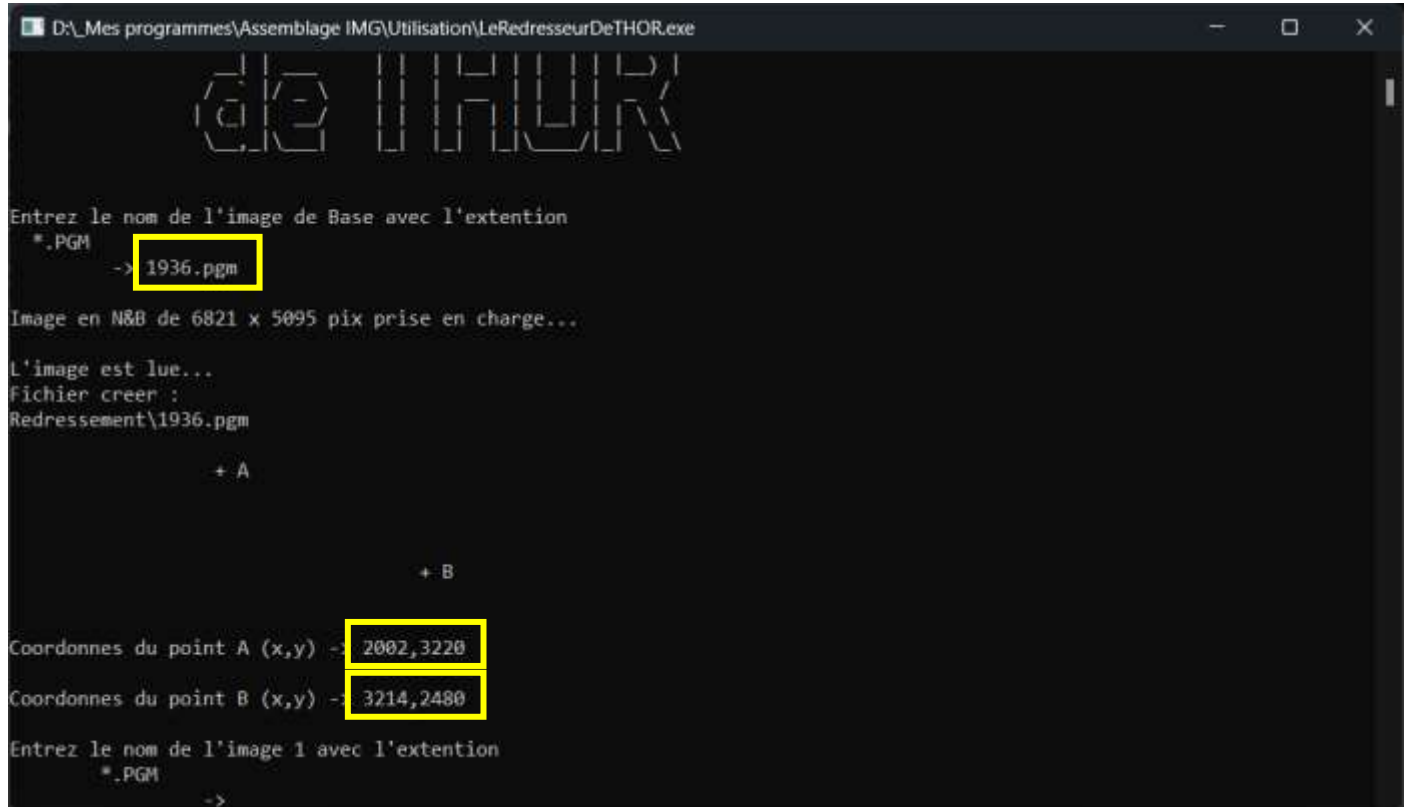 D:\_Mes programmes\Assemblage IMG\Utilisation\LeRedresseurDeTHOR.exe
de THOR
Entrez le nom de l'image de Base avec l'extention
*.PGM
-> 1936.pgm
Image en N&B de 6821 x 5095 pix prise en charge...
L'image est lue...
Fichier creer :
Redressement\1936.pgm
+ A
+ B
Coordonnes du point A (x,y) -> 2002,3220
Coordonnes du point B (x,y) -> 3214,2480
Entrez le nom de l'image 1 avec l'extention
*.PGM
->